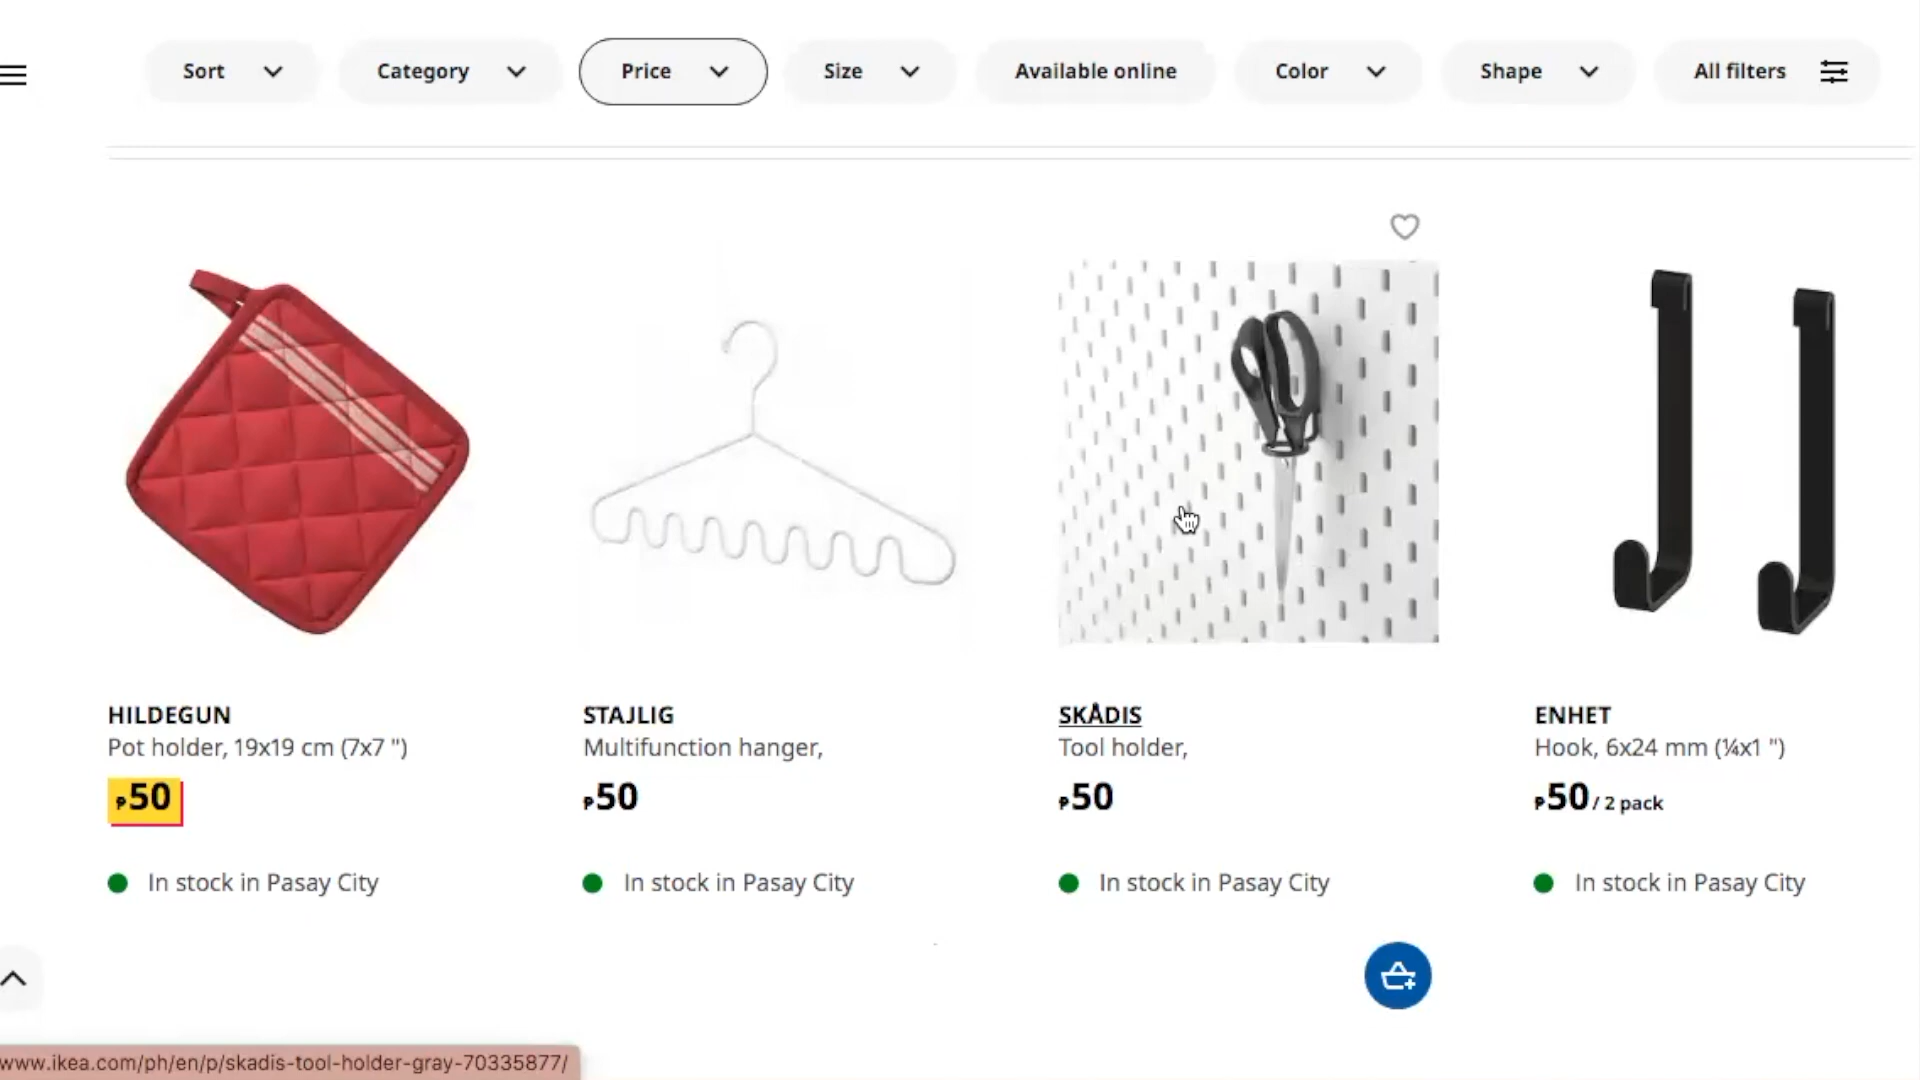 Sort
Category
Price
Size
Available online
Color
Shape
All filters
HILDEGUN
Pot holder, 19x19 cm (7x7 ")
₱50
In stock in Pasay City
STAJLIG
Multifunction hanger,
₱50
In stock in Pasay City
SKÅDIS
Tool holder,
₱50
In stock in Pasay City
ENHET
Hook, 6x24 mm (¼x1 ")
₱50/ 2 pack
In stock in Pasay City
www.ikea.com/ph/en/p/skadis-tool-holder-gray-70335877/